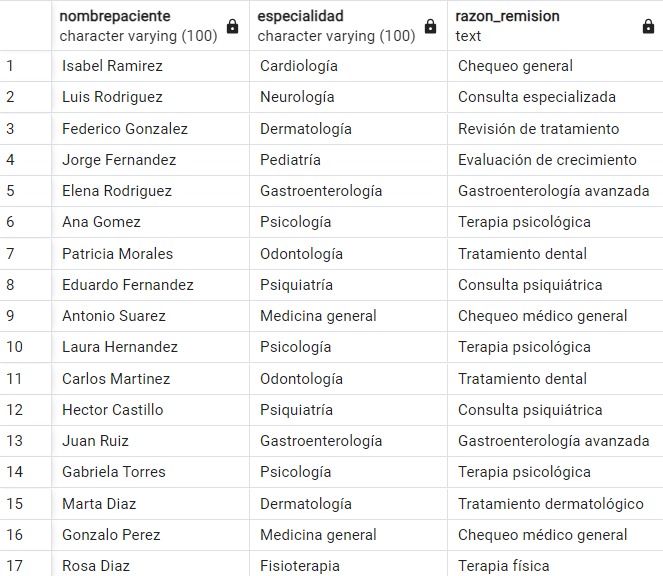 nombrepaciente especialidad razon_remision
character varying (100) character varying (100) text
1 Isabel Ramirez Cardiología Chequeo general
2 Luis Rodriguez Neurología Consulta especializada
3 Federico Gonzalez Dermatología Revisión de tratamiento
4 Jorge Fernandez Pediatría Evaluación de crecimiento
5 Elena Rodriguez Gastroenterología Gastroenterología avanzada
6 Ana Gomez Psicología Terapia psicológica
7 Patricia Morales Odontología Tratamiento dental
8 Eduardo Fernandez Psiquiatría Consulta psiquiátrica
9 Antonio Suarez Medicina general Chequeo médico general
10 Laura Hernandez Psicología Terapia psicológica
11 Carlos Martinez Odontología Tratamiento dental
12 Hector Castillo Psiquiatría Consulta psiquiátrica
13 Juan Ruiz Gastroenterología Gastroenterología avanzada
14 Gabriela Torres Psicología Terapia psicológica
15 Marta Diaz Dermatología Tratamiento dermatológico
16 Gonzalo Perez Medicina general Chequeo médico general
17 Rosa Diaz Fisioterapia Terapia física